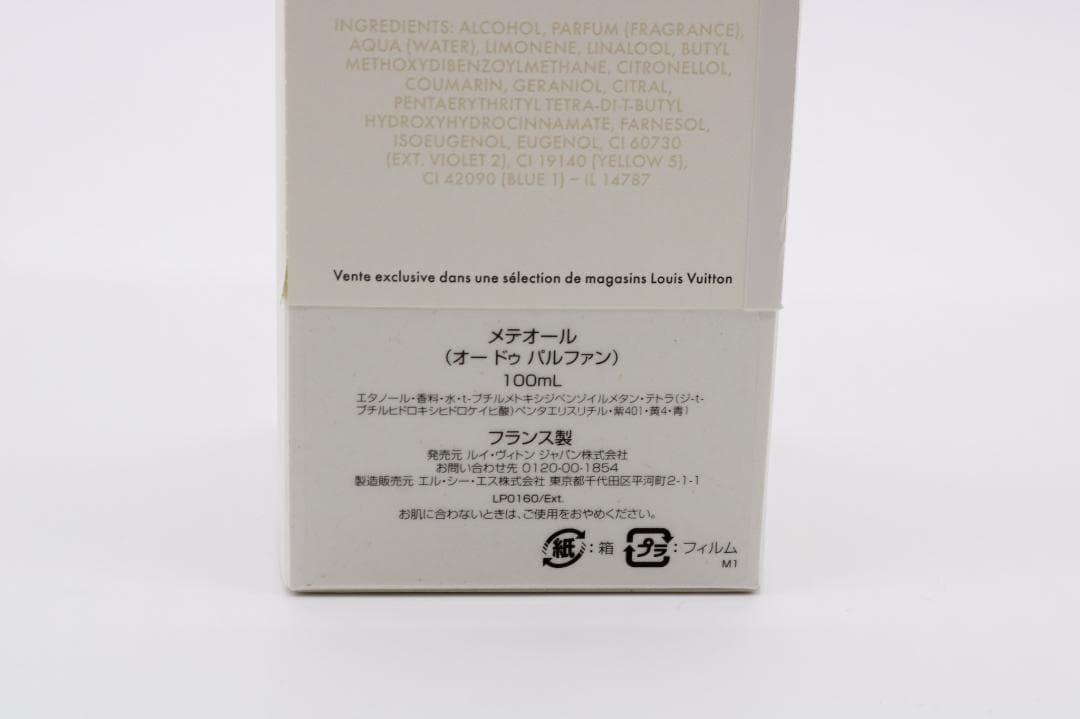 INGREDIENTS: ALCOHOL, PARFUM (FRAGRANCE),
AQUA (WATER), LIMONENE, LINALOOL, BUTYL
METHOXYDIBENZOYLMETHANE, CITRONELLOL,
COUMARIN, GERANIOL, CITRAL,
PENTAERYTHRITYL TETRA-DI-T-BUTYL
HYDROXYHYDROCINNAMATE, FARNESOL,
ISOEUGENOL, EUGENOL, CI 60730
(EXT. VIOLET 2), CI 19140 (YELLOW 5),
CI 42090 (BLUE 1) – IL 14787
Vente exclusive dans une sélection de magasins Louis Vuitton
メテオール
(オー ドゥ パルファン)
100mL
エタノール・香料・水・t-ブチルメトキシジベンゾイルメタン・テトラ(ジ-t-
ブチルヒドロキシヒドロケイヒ酸)ペンタエリスリチル・紫401・黄4・青1
フランス製
発売元 ルイ・ヴィトン ジャパン株式会社
お問い合わせ先 0120-00-1854
製造販売元 エル・シー・エス株式会社 東京都千代田区平河町2-1-1
LP0160/Ext.
お肌に合わないときは、ご使用をおやめください。
紙:箱 プラ:フィルム
M1